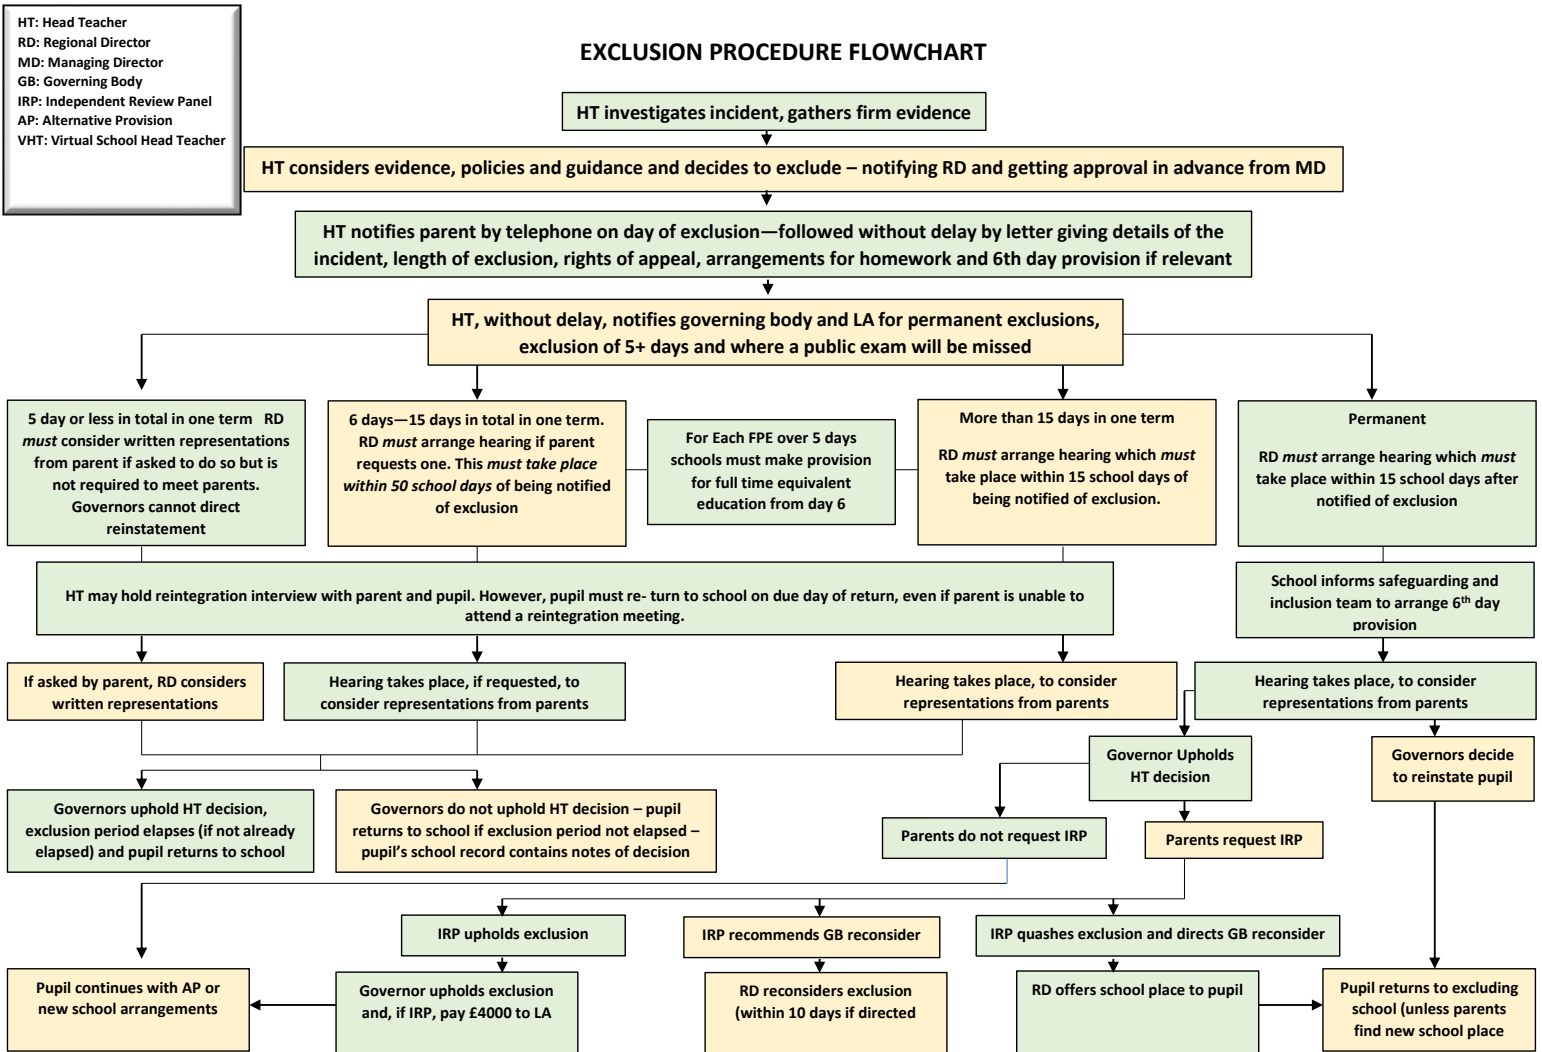 HT: Head Teacher
RD: Regional Director
MD: Managing Director
GB: Governing Body
IRP: Independent Review Panel
AP: Alternative Provision
VHT: Virtual School Head Teacher
EXCLUSION PROCEDURE FLOWCHART
HT investigates incident, gathers firm evidence
HT considers evidence, policies and guidance and decides to exclude – notifying RD and getting approval in advance from MD
HT notifies parent by telephone on day of exclusion—followed without delay by letter giving details of the
incident, length of exclusion, rights of appeal, arrangements for homework and 6th day provision if relevant
HT, without delay, notifies governing body and LA for permanent exclusions,
exclusion of 5+ days and where a public exam will be missed
5 day or less in total in one term RD
must consider written representations
from parent if asked to do so but is
not required to meet parents.
Governors cannot direct
reinstatement
6 days—15 days in total in one term.
RD must arrange hearing if parent
requests one. This must take place
within 50 school days of being notified
of exclusion
For Each FPE over 5 days
schools must make provision
for full time equivalent
education from day 6
More than 15 days in one term
RD must arrange hearing which must
take place within 15 school days of
being notified of exclusion.
Permanent
RD must arrange hearing which must
take place within 15 school days after
notified of exclusion
HT may hold reintegration interview with parent and pupil. However, pupil must re- turn to school on due day of return, even if parent is unable to
attend a reintegration meeting.
School informs safeguarding and
inclusion team to arrange 6th day
provision
If asked by parent, RD considers
written representations
Hearing takes place, if requested, to
consider representations from parents
Hearing takes place, to consider
representations from parents
Hearing takes place, to consider
representations from parents
Governor Upholds
HT decision
Governors decide
to reinstate pupil
Governors uphold HT decision,
exclusion period elapses (if not already
elapsed) and pupil returns to school
Governors do not uphold HT decision – pupil
returns to school if exclusion period not elapsed –
pupil's school record contains notes of decision
Parents do not request IRP
Parents request IRP
IRP upholds exclusion
IRP recommends GB reconsider
IRP quashes exclusion and directs GB reconsider
Pupil continues with AP or
new school arrangements
Governor upholds exclusion
and, if IRP, pay £4000 to LA
RD reconsiders exclusion
(within 10 days if directed
RD offers school place to pupil
Pupil returns to excluding
school (unless parents
find new school place